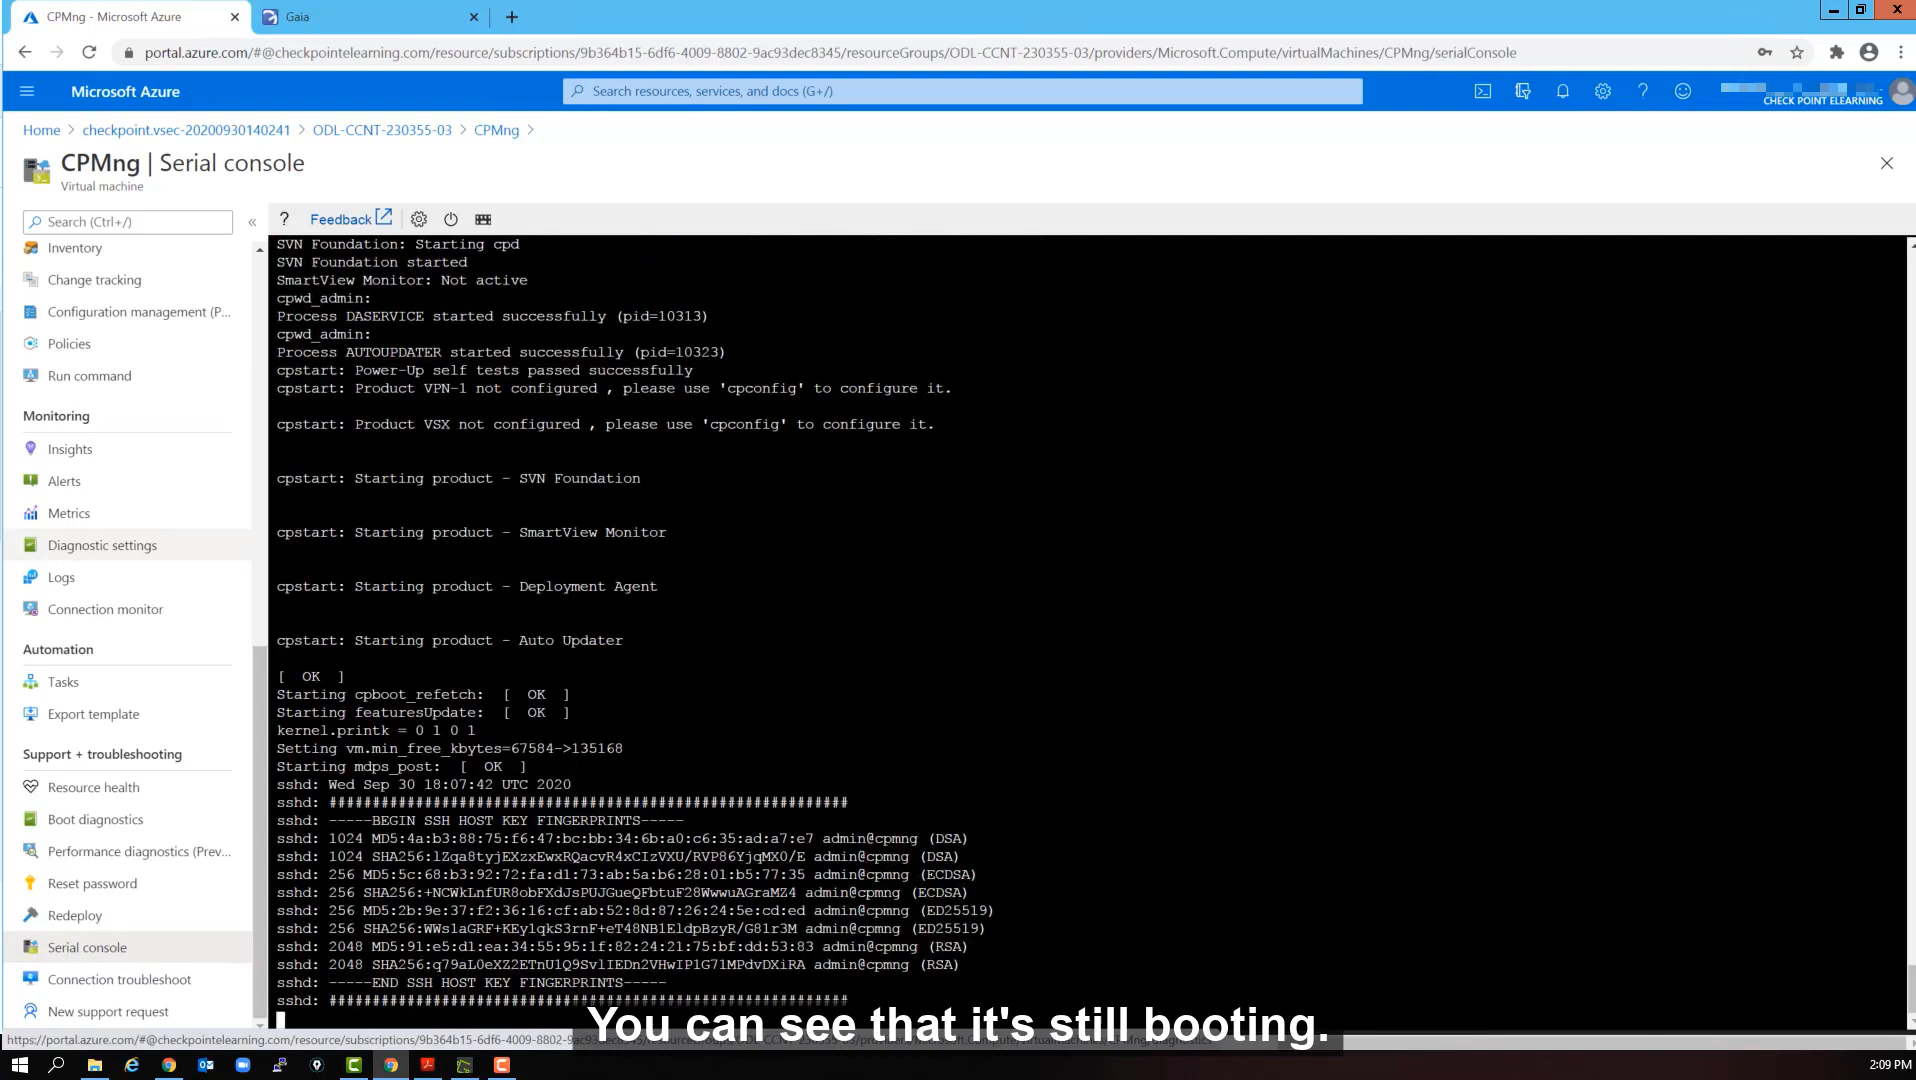 CPMng - Microsoft Azure
Gaia
portal.azure.com/#@checkpointelearning.com/resource/subscriptions/9b364b15-6df6-4009-8802-9ac93dec8345/resourceGroups/ODL-CCNT-230355-03/providers/Microsoft.Compute/virtualMachines/CPMng/serialConsole
Microsoft Azure
Search resources, services, and docs (G+/)
CHECK POINT ELEARNING
Home > checkpoint.vsec-20200930140241 > ODL-CCNT-230355-03 > CPMng >
CPMng | Serial console
Virtual machine
Search (Ctrl+/)
«
? Feedback
Inventory
Change tracking
Configuration management (P...
Policies
Run command
Monitoring
Insights
Alerts
Metrics
Diagnostic settings
Logs
Connection monitor
Automation
Tasks
Export template
Support + troubleshooting
Resource health
Boot diagnostics
Performance diagnostics (Prev...
Reset password
Redeploy
Serial console
Connection troubleshoot
New support request
SVN Foundation: Starting cpd
SVN Foundation started
SmartView Monitor: Not active
cpwd_admin:
Process DASERVICE started successfully (pid=10313)
cpwd_admin:
Process AUTOUPDATER started successfully (pid=10323)
cpstart: Power-Up self tests passed successfully
cpstart: Product VPN-1 not configured , please use 'cpconfig' to configure it.
cpstart: Product VSX not configured , please use 'cpconfig' to configure it.
cpstart: Starting product - SVN Foundation
cpstart: Starting product - SmartView Monitor
cpstart: Starting product - Deployment Agent
cpstart: Starting product - Auto Updater
[ OK ]
Starting cpboot_refetch: [ OK ]
Starting featuresUpdate: [ OK ]
kernel.printk = 0 1 0 1
Setting vm.min_free_kbytes=67584->135168
Starting mdps_post: [ OK ]
sshd: Wed Sep 30 18:07:42 UTC 2020
sshd: ############################################################
sshd: -----BEGIN SSH HOST KEY FINGERPRINTS-----
sshd: 1024 MD5:4a:b3:88:75:f6:47:bc:bb:34:6b:a0:c6:35:ad:a7:e7 admin@cpmng (DSA)
sshd: 1024 SHA256:lZqa8tyjEXzxEwxRQacvR4xCIzVXU/RVP86YjqMX0/E admin@cpmng (DSA)
sshd: 256 MD5:5c:68:b3:92:72:fa:d1:73:ab:5a:b6:28:01:b5:77:35 admin@cpmng (ECDSA)
sshd: 256 SHA256:+NCWkLnfUR8obFXdJsPUJGueQFbtuF28WwwuAGraMZ4 admin@cpmng (ECDSA)
sshd: 256 MD5:2b:9e:37:f2:36:16:cf:ab:52:8d:87:26:24:5e:cd:ed admin@cpmng (ED25519)
sshd: 256 SHA256:WWs1aGRF+KEy1qkS3rnF+eT48NB1EldpBzyR/G81r3M admin@cpmng (ED25519)
sshd: 2048 MD5:91:e5:d1:ea:34:55:95:1f:82:24:21:75:bf:dd:53:83 admin@cpmng (RSA)
sshd: 2048 SHA256:q79aL0eXZ2ETnU1Q9SvlIEDn2VHwIP1G71MPdvDXiRA admin@cpmng (RSA)
sshd: -----END SSH HOST KEY FINGERPRINTS-----
sshd: ############################################################
You can see that it's still booting.
https://portal.azure.com/#@checkpointelearning.com/resource/subscriptions/9b364b15-6df6-4009-8802-
2:09 PM